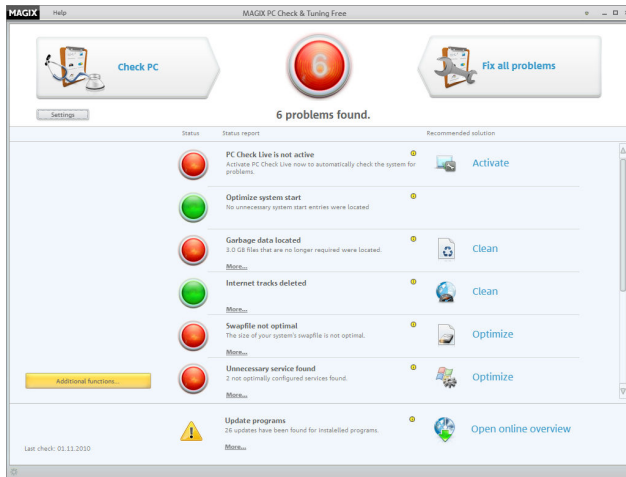 MAGIX Help MAGIX PC Check & Tuning Free
Check PC
6
Fix all problems
Settings
6 problems found.
Status Status report Recommended solution
PC Check Live is not active
Activate PC Check Live now to automatically check the system for
problems.
Activate
Optimize system start
No unnecessary system start entries were located
Garbage data located
3.0 GB files that are no longer required were located.
More...
Clean
Internet tracks deleted
More...
Clean
Swapfile not optimal
The size of your system's swapfile is not optimal.
More...
Optimize
Unnecessary service found
2 not optimally configured services found.
More...
Optimize
Additional functions...
Update programs
26 updates have been found for installelled programs.
More...
Open online overview
Last check: 01.11.2010